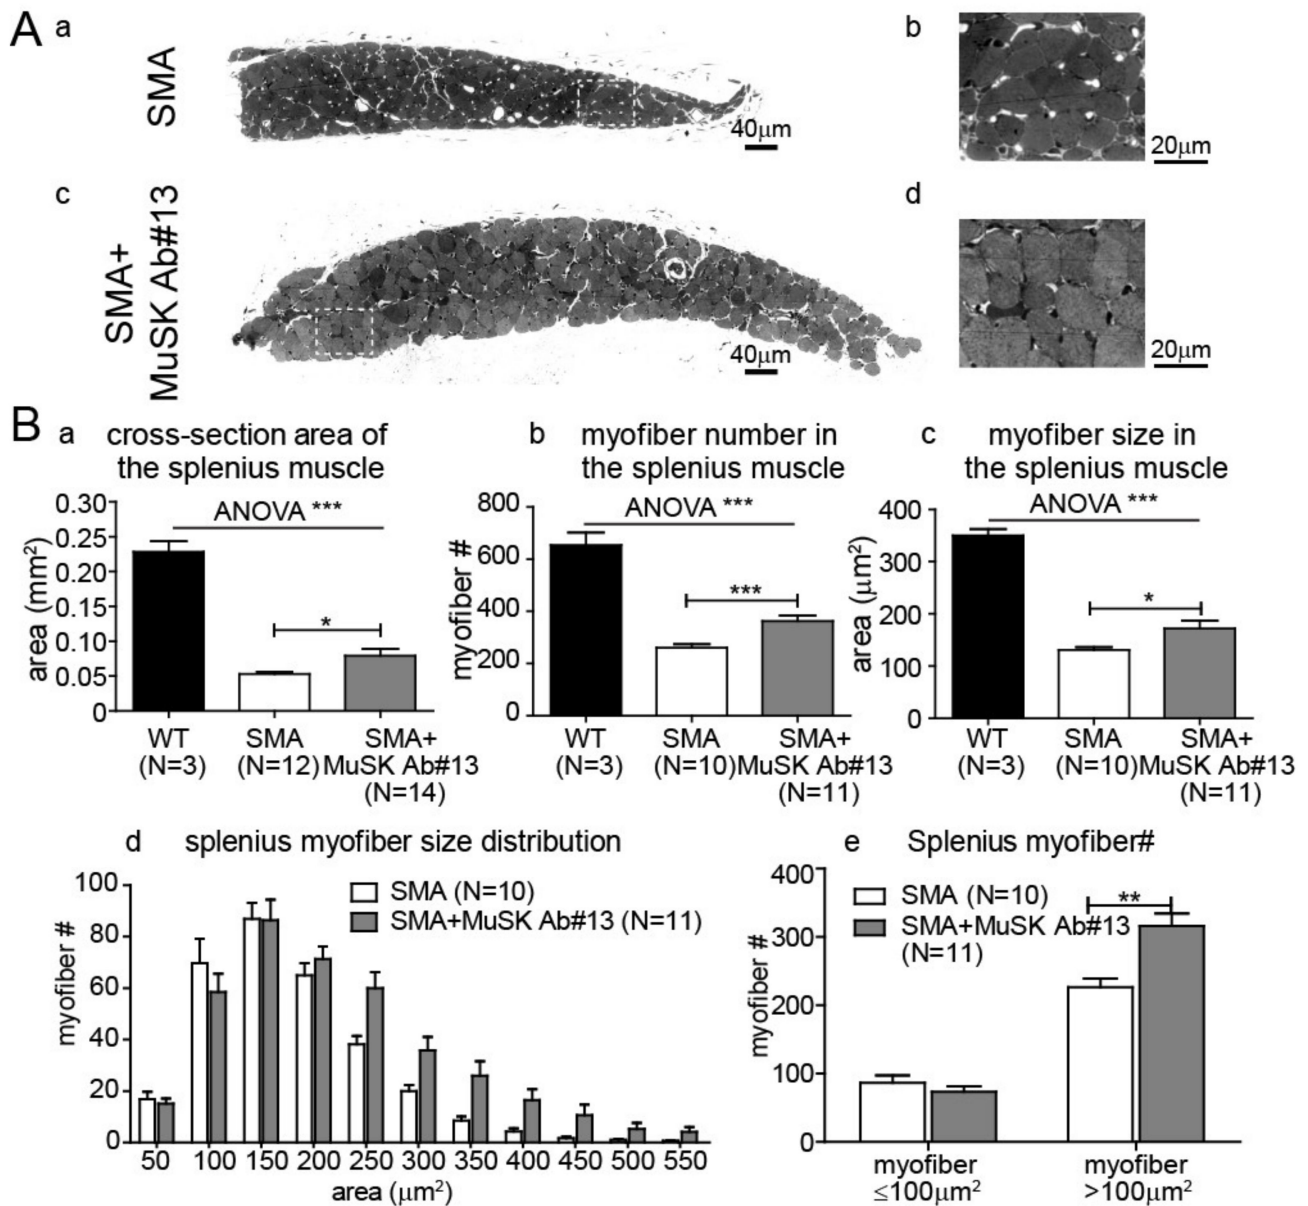 A
a
SMA
40μm
b
20μm
c
SMA+
MuSK Ab#13
40μm
d
20μm
B
a
cross-section area of
the splenius muscle
ANOVA ***
*
area (mm²)
0.30
0.25
0.20
0.15
0.10
0.05
0
WT
(N=3)
SMA
(N=12)
SMA+
MuSK Ab#13
(N=14)
b
myofiber number in
the splenius muscle
ANOVA ***
***
myofiber #
800
600
400
200
0
WT
(N=3)
SMA
(N=10)
SMA+
MuSK Ab#13
(N=11)
c
myofiber size in
the splenius muscle
ANOVA ***
*
area (μm²)
400
300
200
100
0
WT
(N=3)
SMA
(N=10)
SMA+
MuSK Ab#13
(N=11)
d
splenius myofiber size distribution
SMA (N=10)
SMA+MuSK Ab#13 (N=11)
myofiber #
100
80
60
40
20
0
50 100 150 200 250 300 350 400 450 500 550
area (μm²)
e
Splenius myofiber#
SMA (N=10)
SMA+MuSK Ab#13
(N=11)
**
myofiber #
400
300
200
100
0
myofiber
≤100μm²
myofiber
>100μm²